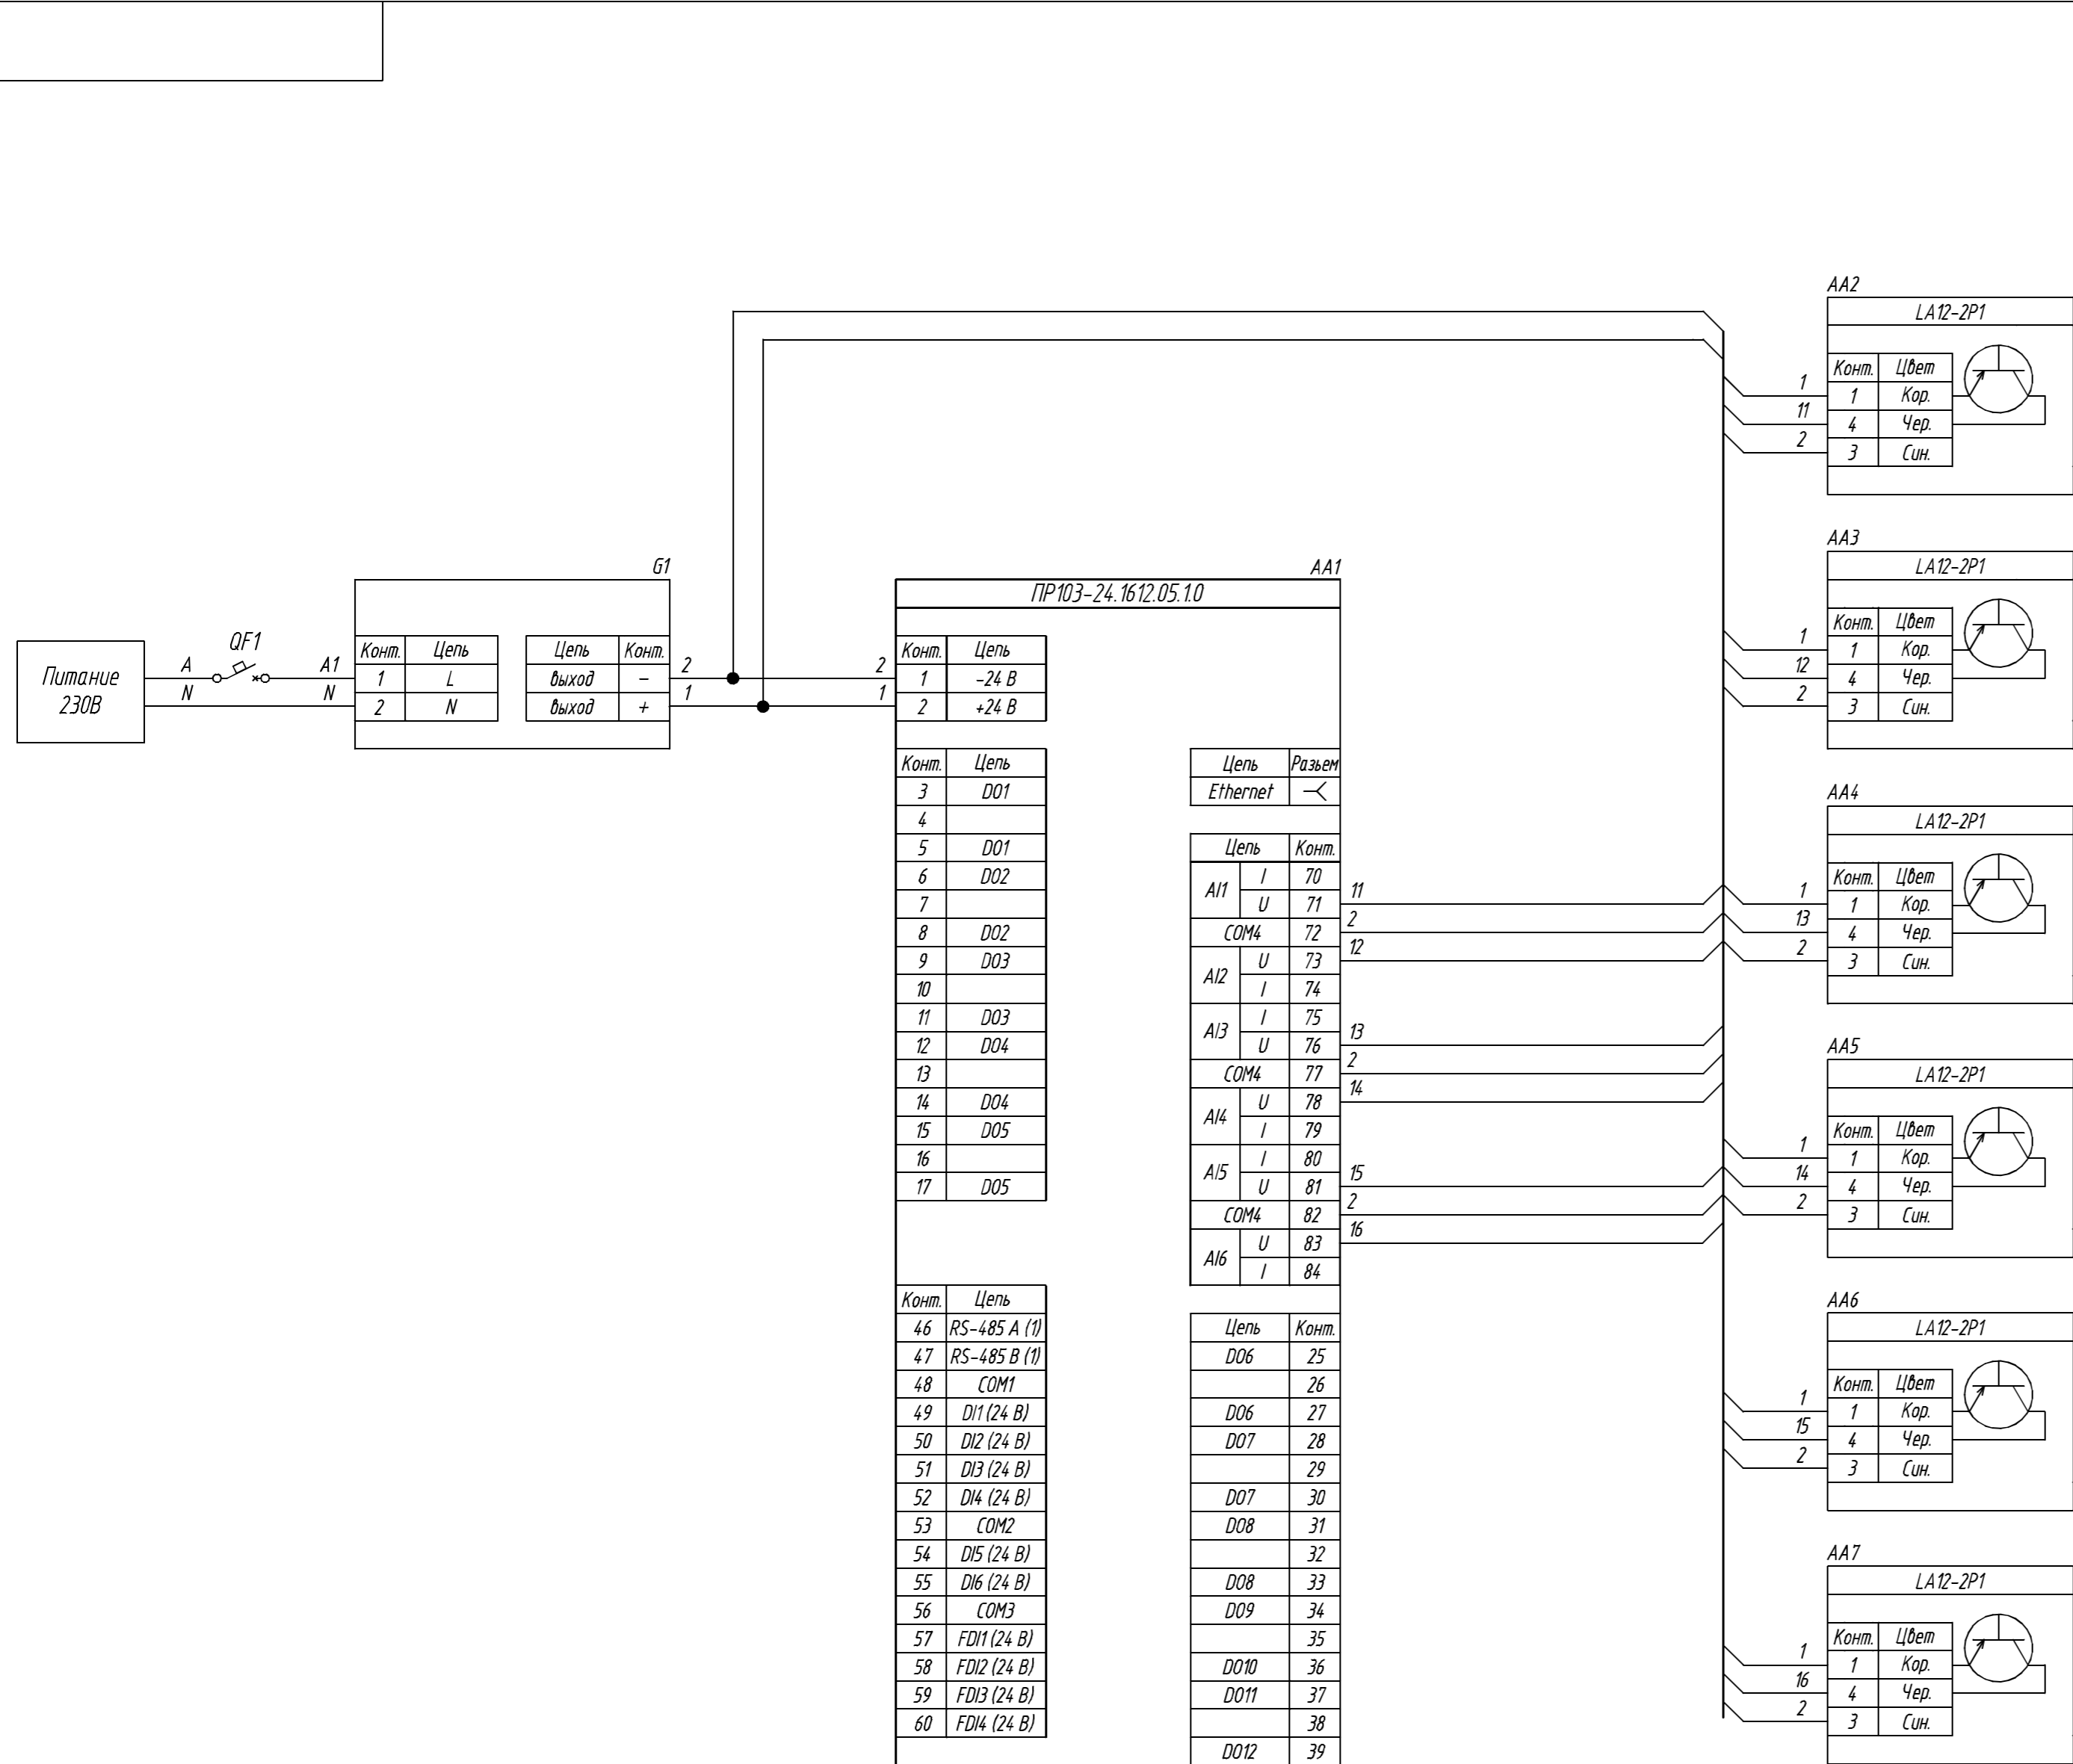 Питание
230В
A
N
QF1
A1
N
G1
Конт. Цепь
1 L
2 N
Цепь Конт.
выход –
выход +
2
1
2
1
AA1
ПР103-24.1612.05.1.0
Конт. Цепь
1 -24 В
2 +24 В
Конт. Цепь
3 DO1
4
5 DO1
6 DO2
7
8 DO2
9 DO3
10
11 DO3
12 DO4
13
14 DO4
15 DO5
16
17 DO5
Конт. Цепь
46 RS-485 A (1)
47 RS-485 B (1)
48 COM1
49 DI1 (24 В)
50 DI2 (24 В)
51 DI3 (24 В)
52 DI4 (24 В)
53 COM2
54 DI5 (24 В)
55 DI6 (24 В)
56 COM3
57 FDI1 (24 В)
58 FDI2 (24 В)
59 FDI3 (24 В)
60 FDI4 (24 В)
Цепь Разьем
Ethernet
Цепь Конт.
AI1 I 70
U 71 11
COM4 72 2
AI2 U 73 12
I 74
AI3 I 75
U 76 13
COM4 77 2
AI4 U 78 14
I 79
AI5 I 80
U 81 15
COM4 82 2
AI6 U 83 16
I 84
Цепь Конт.
DO6 25
26
DO6 27
DO7 28
29
DO7 30
DO8 31
32
DO8 33
DO9 34
35
DO10 36
DO11 37
38
DO12 39
AA2
LA12-2P1
Конт. Цвет
1 1 Кор.
11 4 Чер.
2 3 Син.
AA3
LA12-2P1
Конт. Цвет
1 1 Кор.
12 4 Чер.
2 3 Син.
AA4
LA12-2P1
Конт. Цвет
1 1 Кор.
13 4 Чер.
2 3 Син.
AA5
LA12-2P1
Конт. Цвет
1 1 Кор.
14 4 Чер.
2 3 Син.
AA6
LA12-2P1
Конт. Цвет
1 1 Кор.
15 4 Чер.
2 3 Син.
AA7
LA12-2P1
Конт. Цвет
1 1 Кор.
16 4 Чер.
2 3 Син.